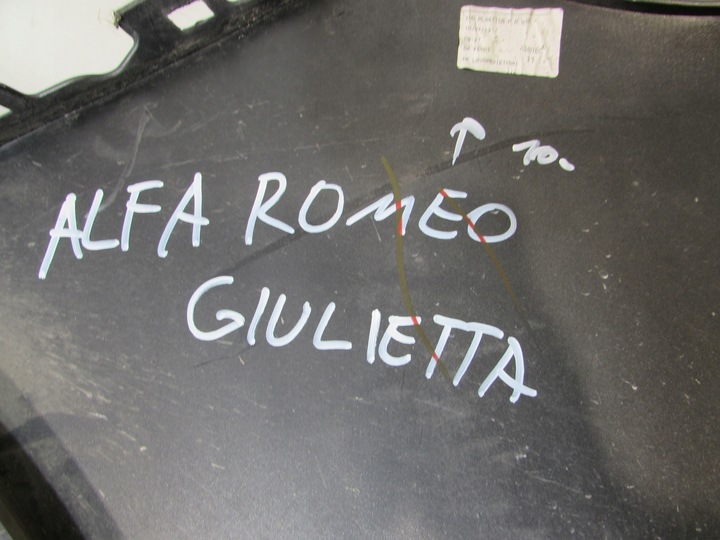 ↑ 10.-
ALFA ROMEO
GIULIETTA